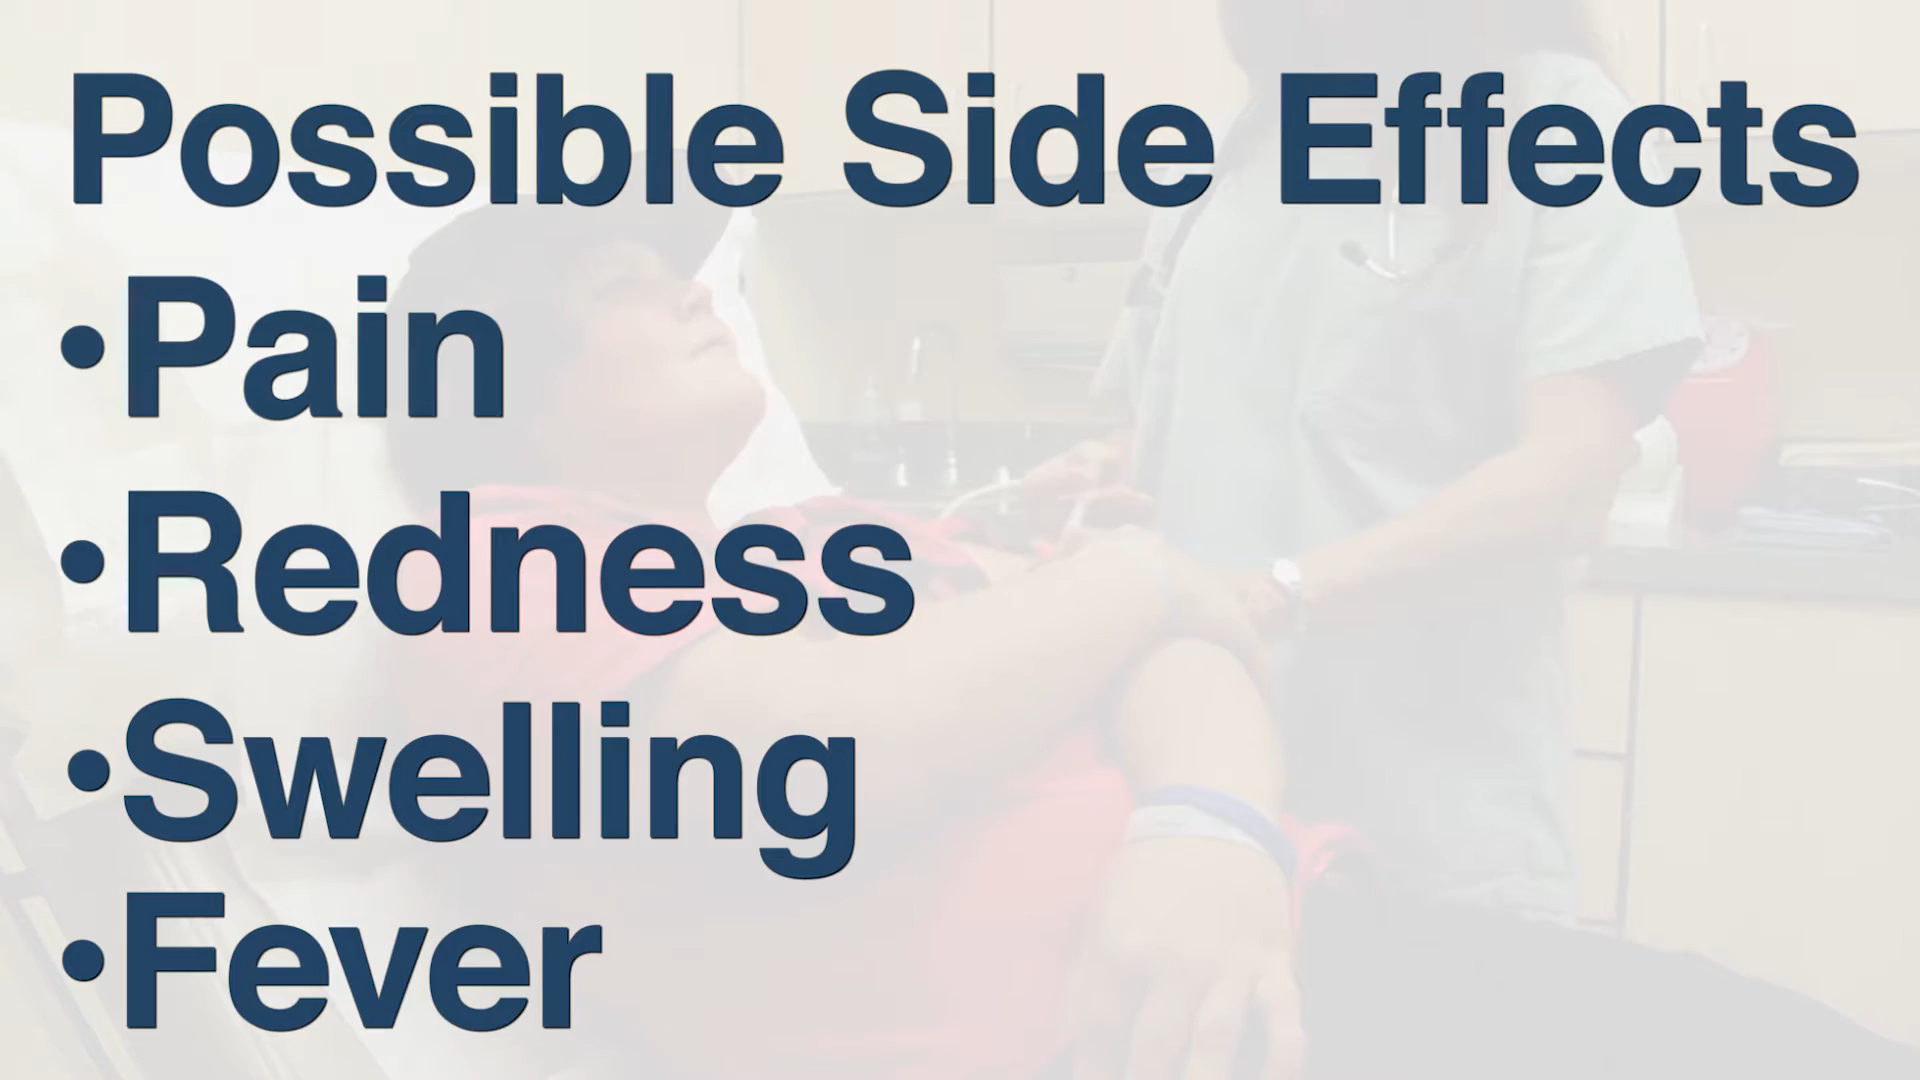 Possible Side Effects
•Pain
•Redness
•Swelling
•Fever